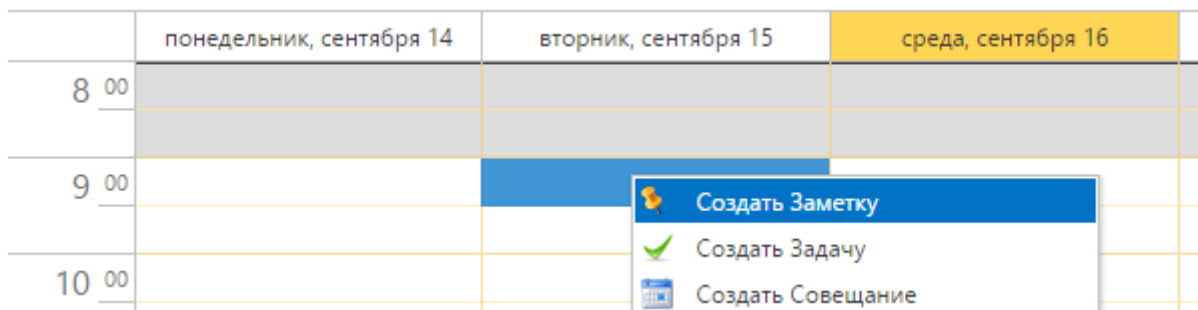 понедельник, сентября 14 вторник, сентября 15 среда, сентября 16
8 00
9 00
Создать Заметку
Создать Задачу
10 00
Создать Совещание